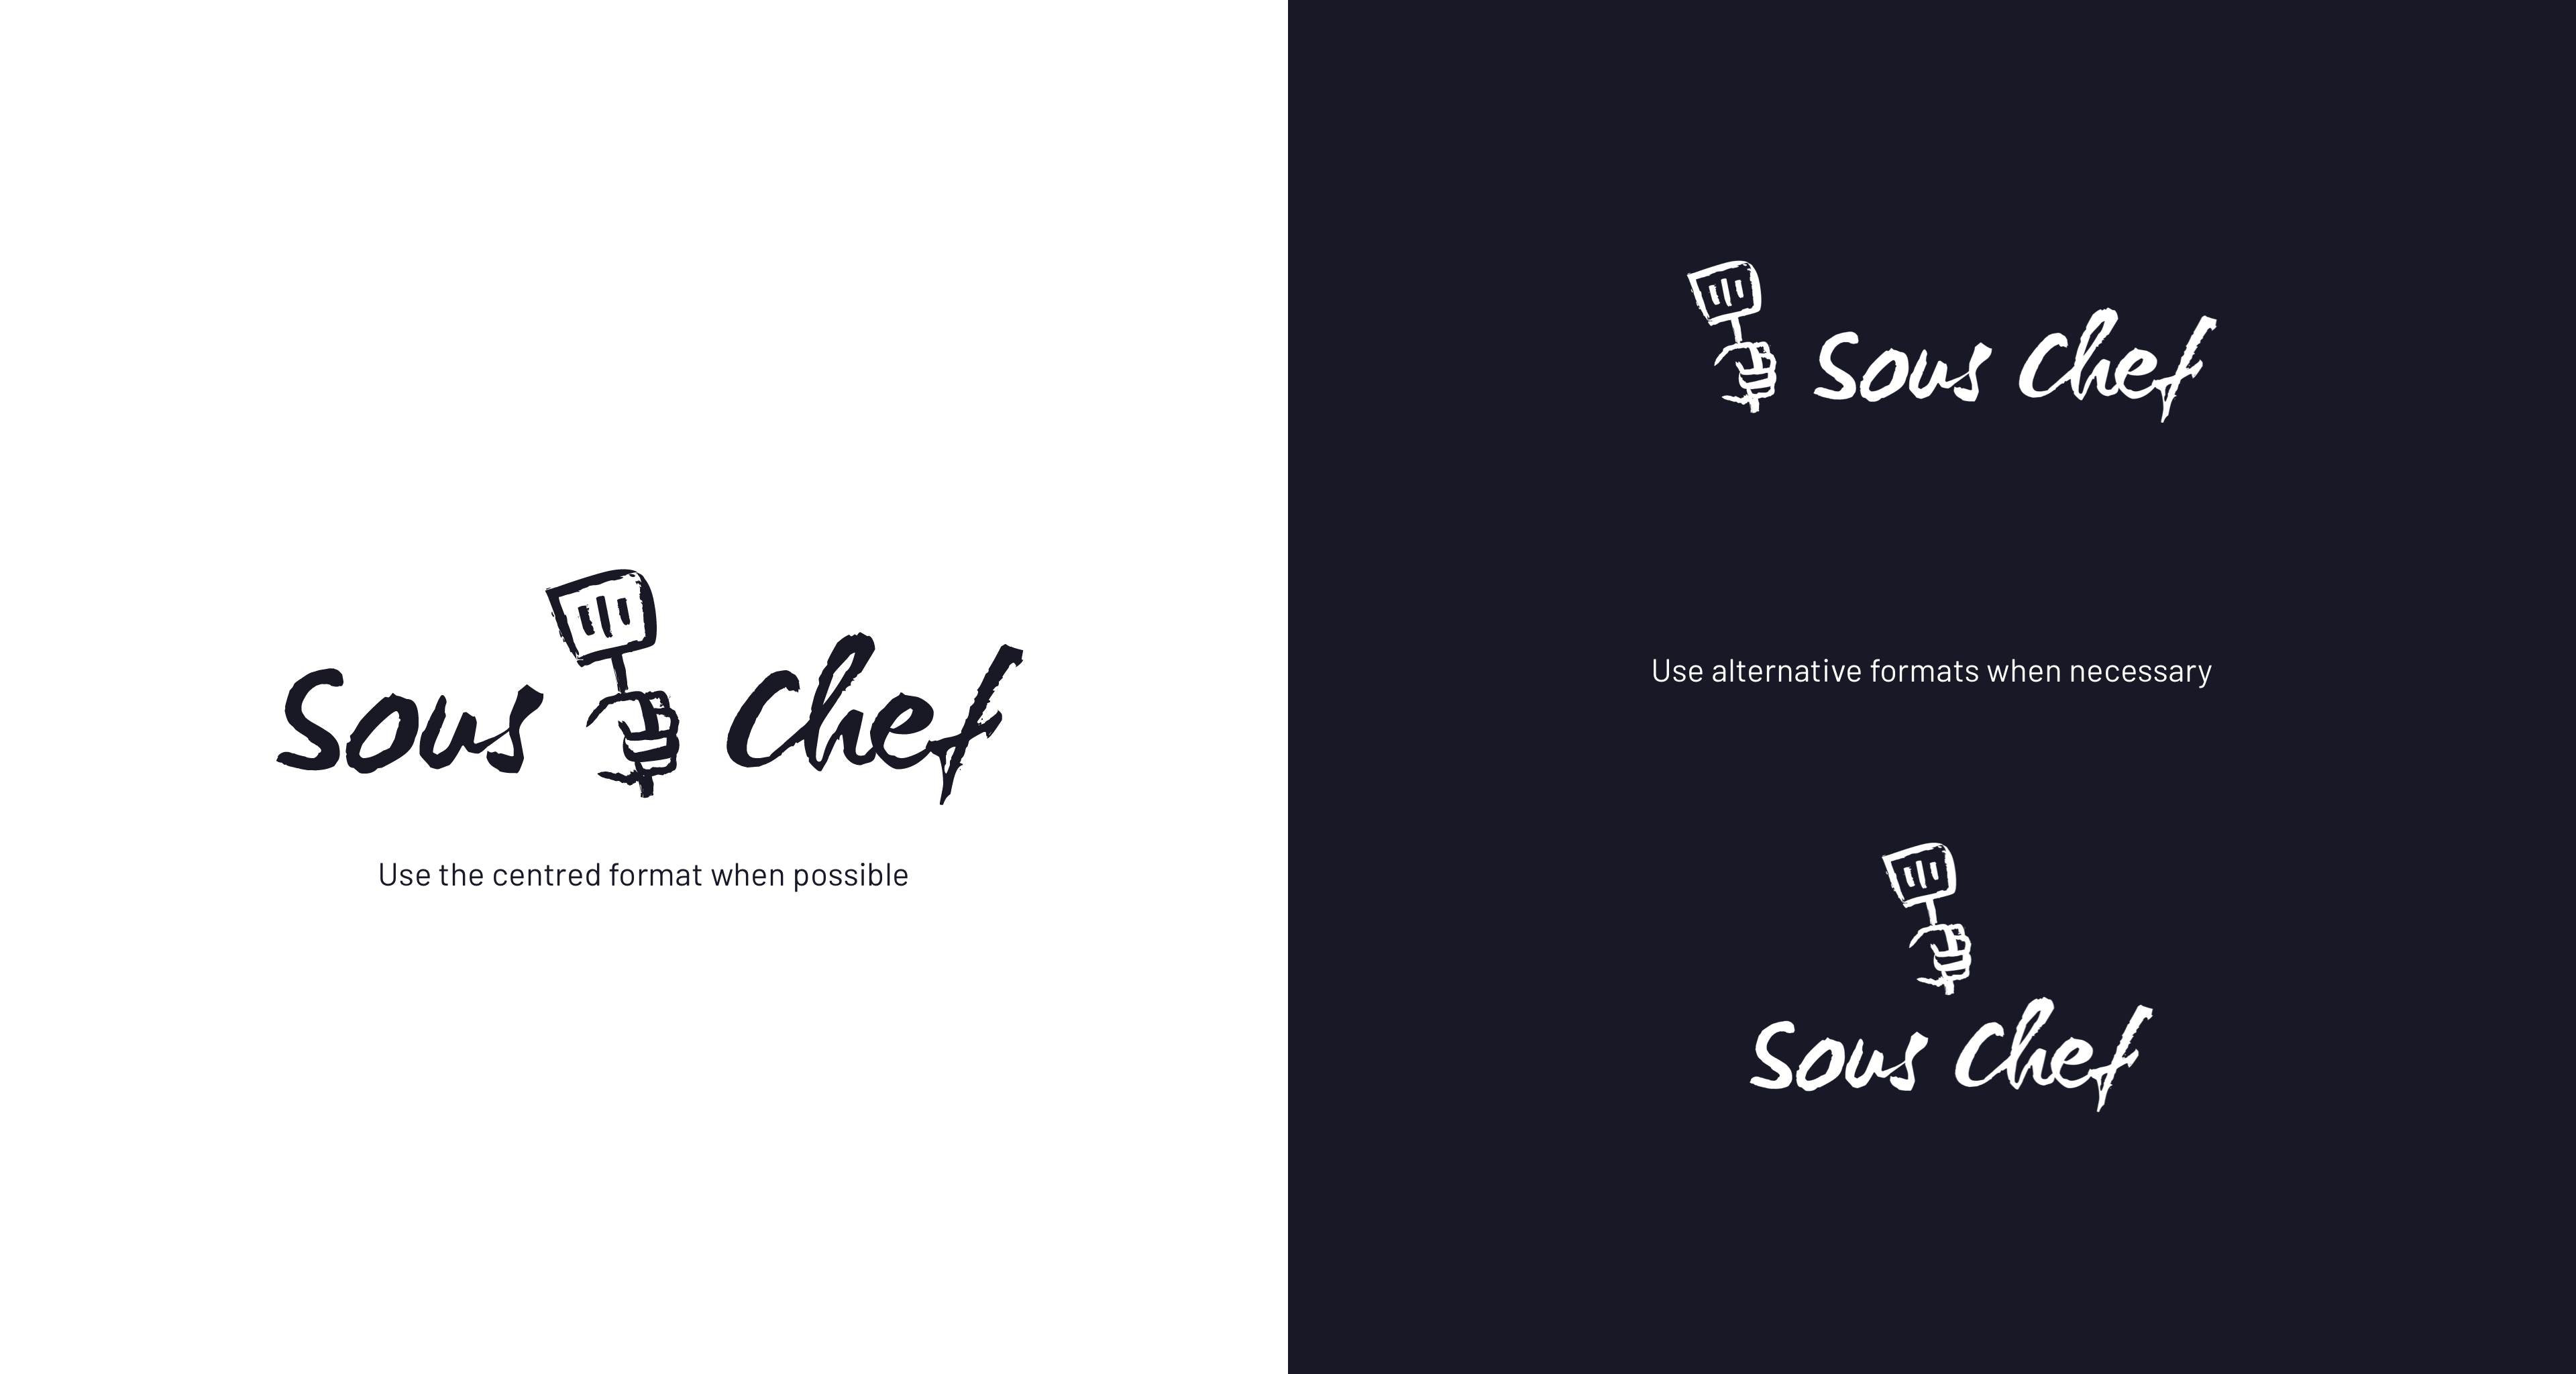 Sous Chef
Use the centred format when possible
Sous Chef
Use alternative formats when necessary
Sous Chef